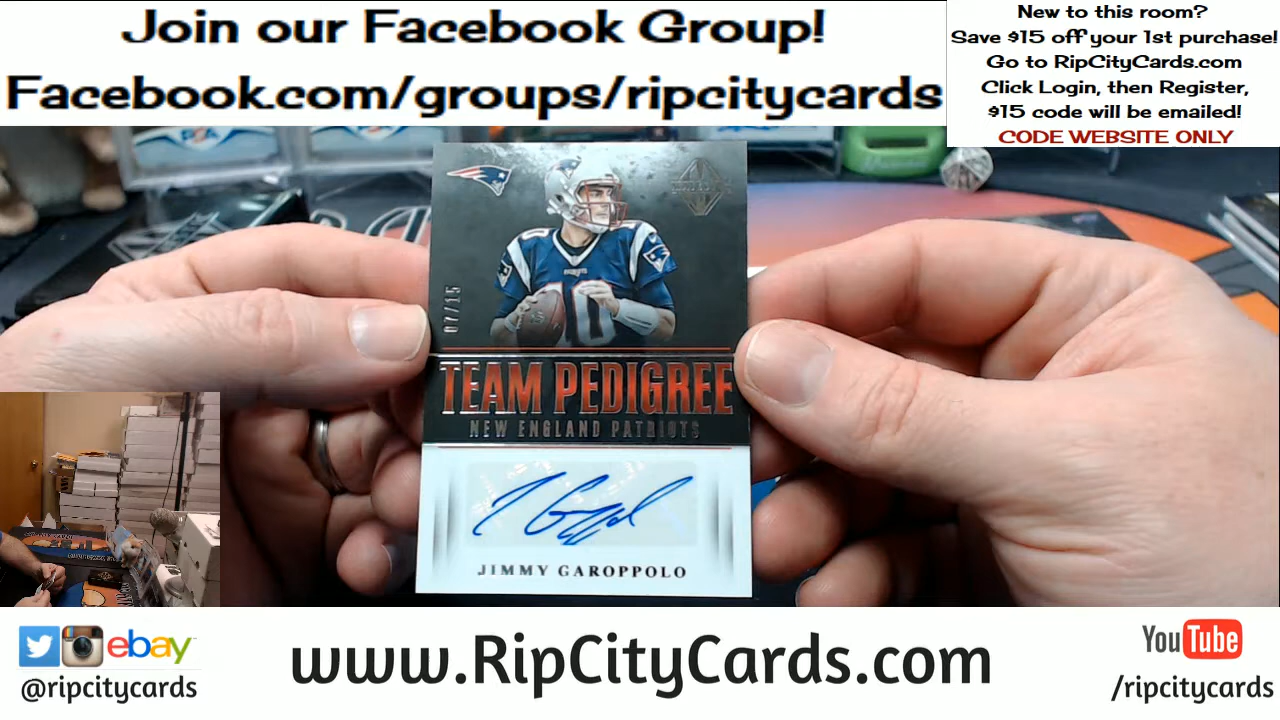 Join our Facebook Group!
Facebook.com/groups/ripcitycards
New to this room?
Save $15 off your 1st purchase!
Go to RipCityCards.com
Click Login, then Register,
$15 code will be emailed!
CODE WEBSITE ONLY
10
07/15
TEAM PEDIGREE
NEW ENGLAND PATRIOTS
JIMMY GAROPPOLO
ebay
@ripcitycards
www.RipCityCards.com
YouTube
/ripcitycards